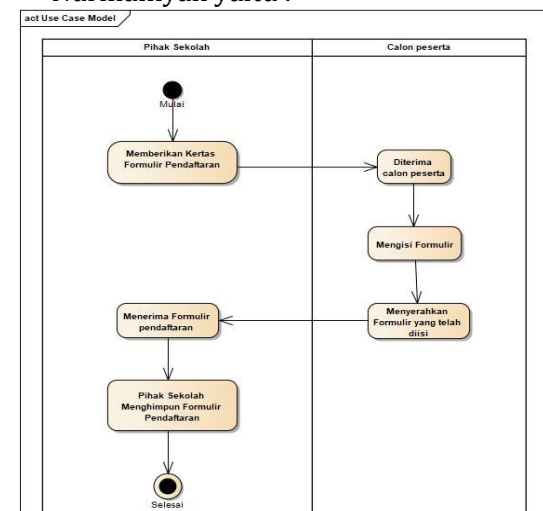 act Use Case Model
Pihak Sekolah
Calon peserta
Mulai
Memberikan Kertas
Formulir Pendaftaran
Diterima
calon peserta
Mengisi Formulir
Menyerahkan
Formulir yang telah
diisi
Menerima Formulir
pendaftaran
Pihak Sekolah
Menghimpun Formulir
Pendaftaran
Selesai